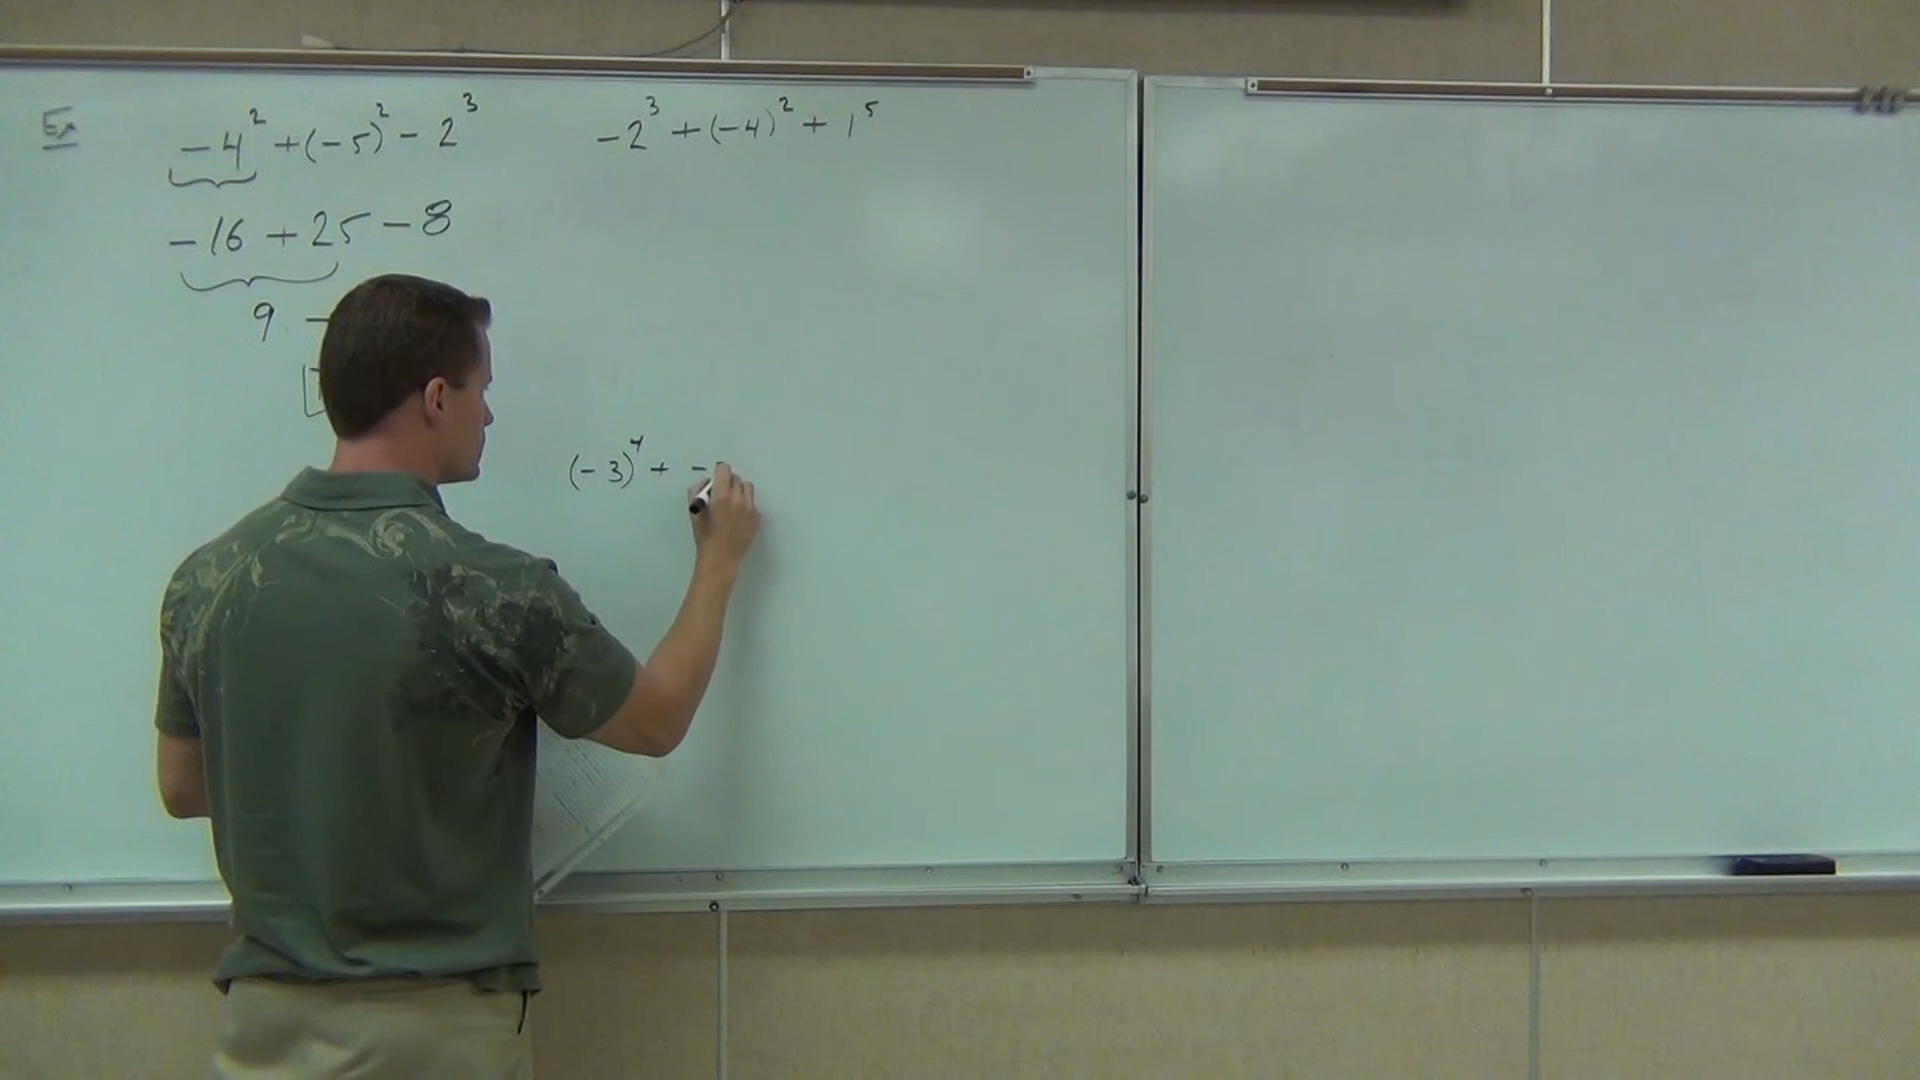 Ex
-4² + (-5)² - 2³
-16 + 25 - 8
9 -
-2³ + (-4)² + 1⁵
(-3)⁴ + -